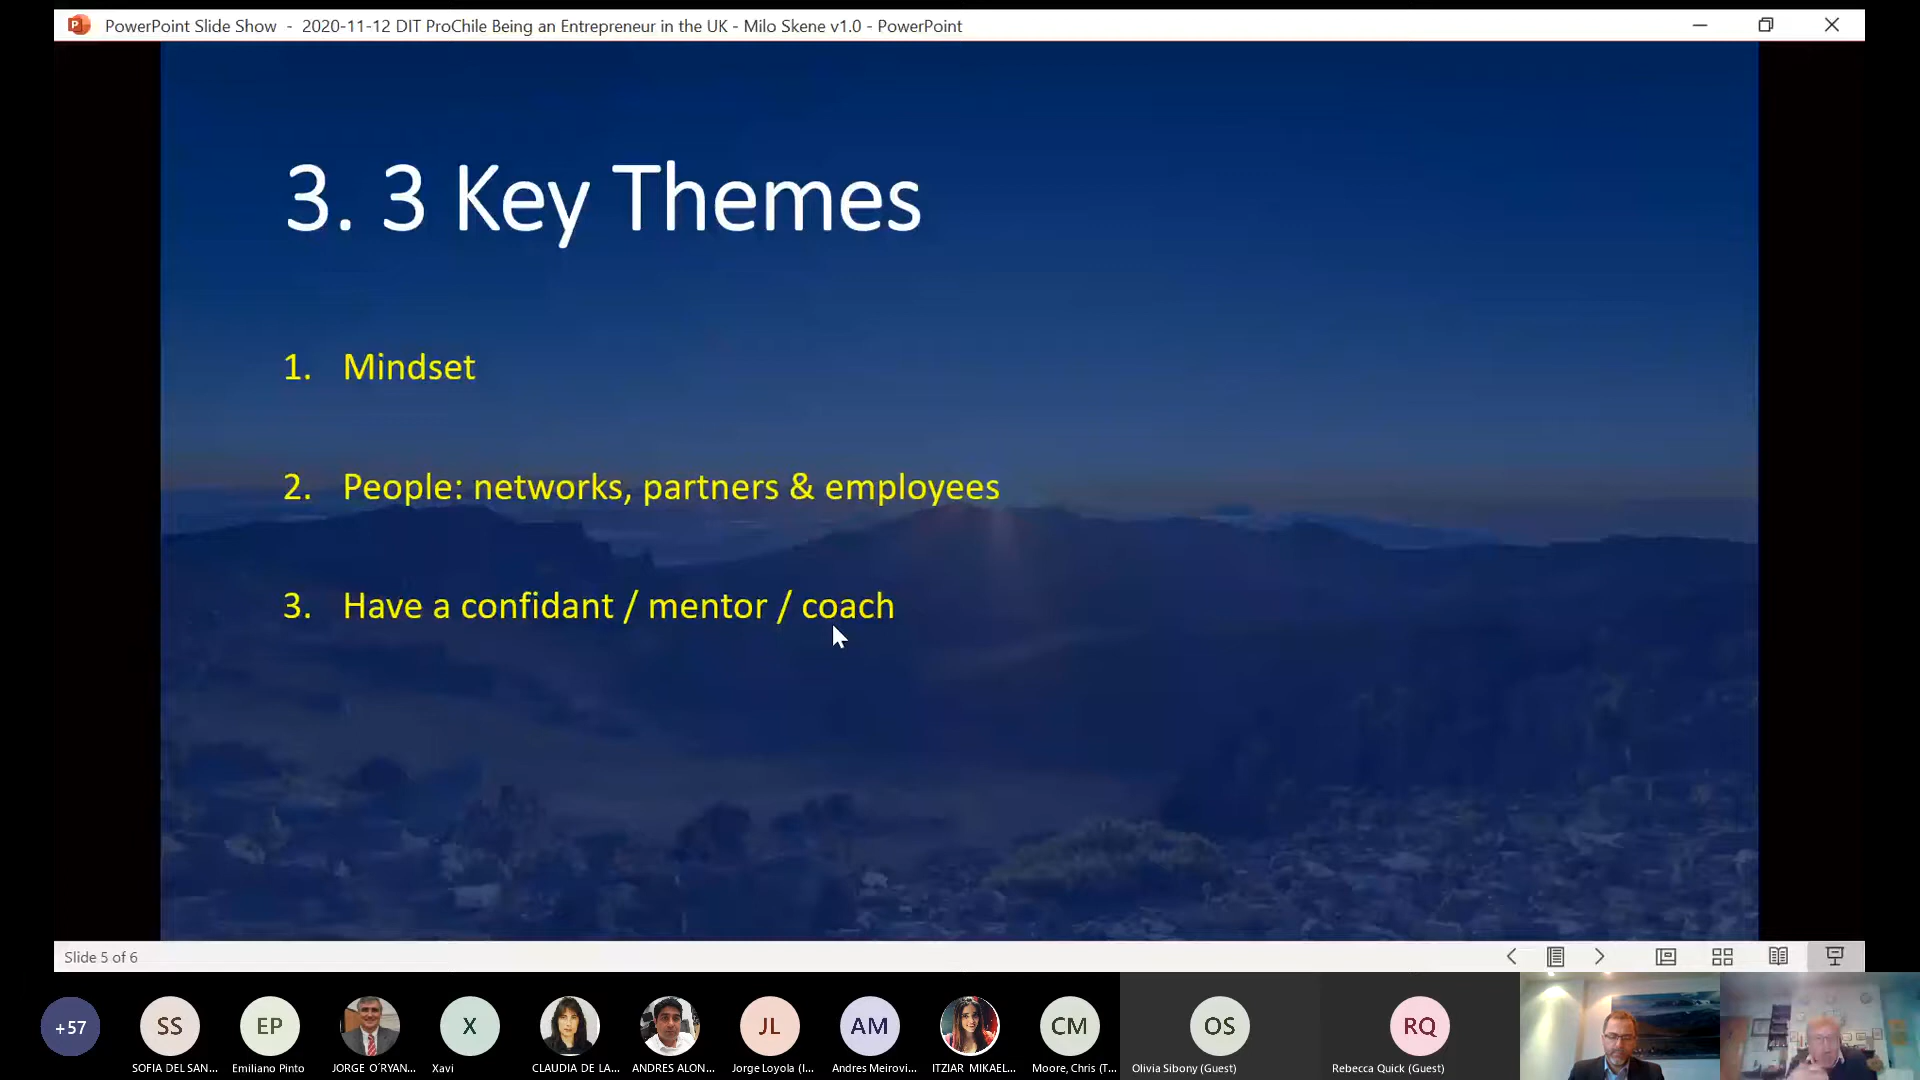 PowerPoint Slide Show - 2020-11-12 DIT ProChile Being an Entrepreneur in the UK - Milo Skene v1.0 - PowerPoint
3. 3 Key Themes
1. Mindset
2. People: networks, partners & employees
3. Have a confidant / mentor / coach
Slide 5 of 6
+57
SS
EP
X
JL
AM
CM
OS
RQ
SOFIA DEL SAN...
Emiliano Pinto
JORGE O´RYAN...
Xavi
CLAUDIA DE LA...
ANDRES ALON...
Jorge Loyola (I...
Andres Meirovi...
ITZIAR MIKAEL...
Moore, Chris (T...
Olivia Sibony (Guest)
Rebecca Quick (Guest)